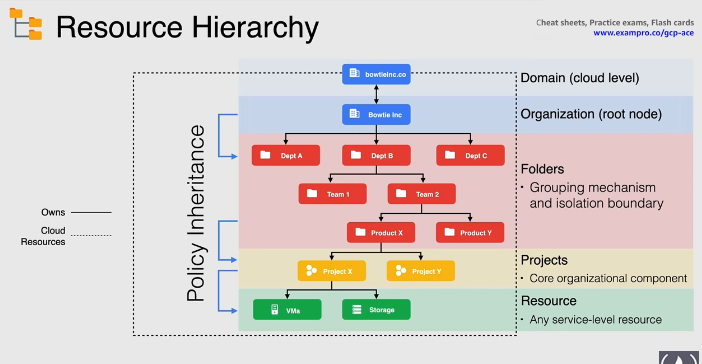 Resource Hierarchy
Cheat sheets, Practice exams, Flash cards
www.exampro.co/gcp-ace
bowtieinc.co
Domain (cloud level)
Bowtie Inc
Organization (root node)
Policy Inheritance
Dept A
Dept B
Dept C
Folders
• Grouping mechanism
and isolation boundary
Team 1
Team 2
Product X
Product Y
Owns
Cloud
Resources
Project X
Project Y
Projects
• Core organizational component
VMs
Storage
Resource
• Any service-level resource